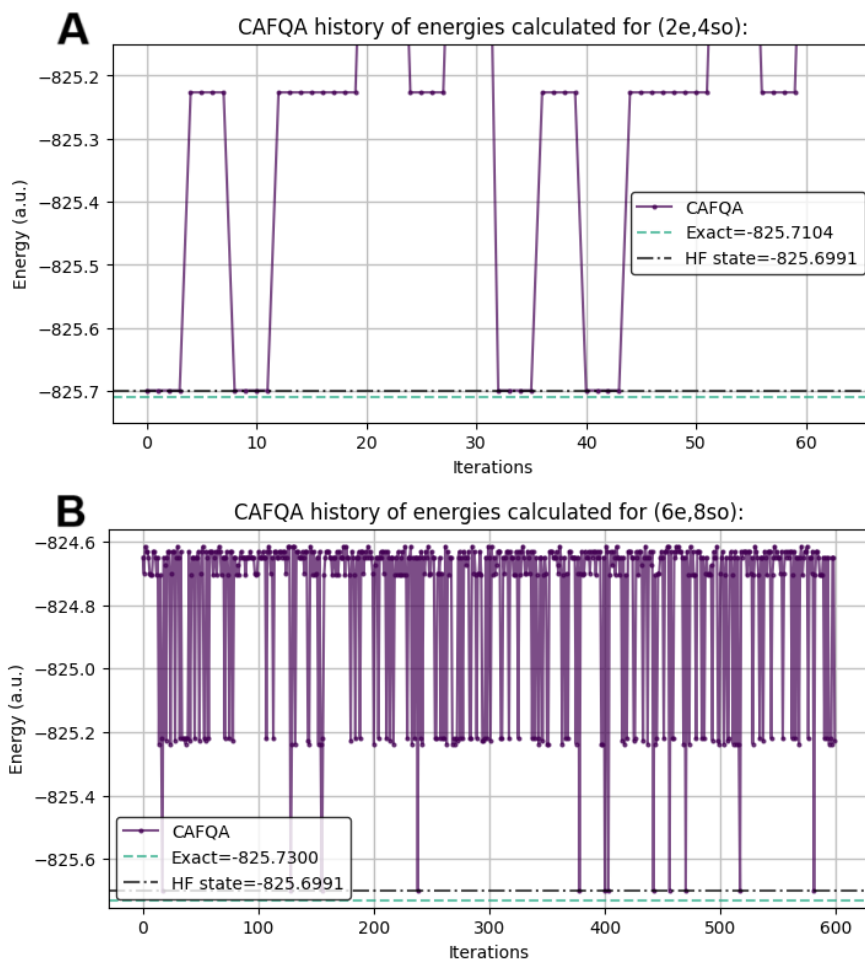 A
CAFQA history of energies calculated for (2e,4so):
Energy (a.u.)
−825.2
−825.3
−825.4
−825.5
−825.6
−825.7
CAFQA
Exact=-825.7104
HF state=-825.6991
0 10 20 30 40 50 60
Iterations
B
CAFQA history of energies calculated for (6e,8so):
Energy (a.u.)
−824.6
−824.8
−825.0
−825.2
−825.4
−825.6
CAFQA
Exact=-825.7300
HF state=-825.6991
0 100 200 300 400 500 600
Iterations